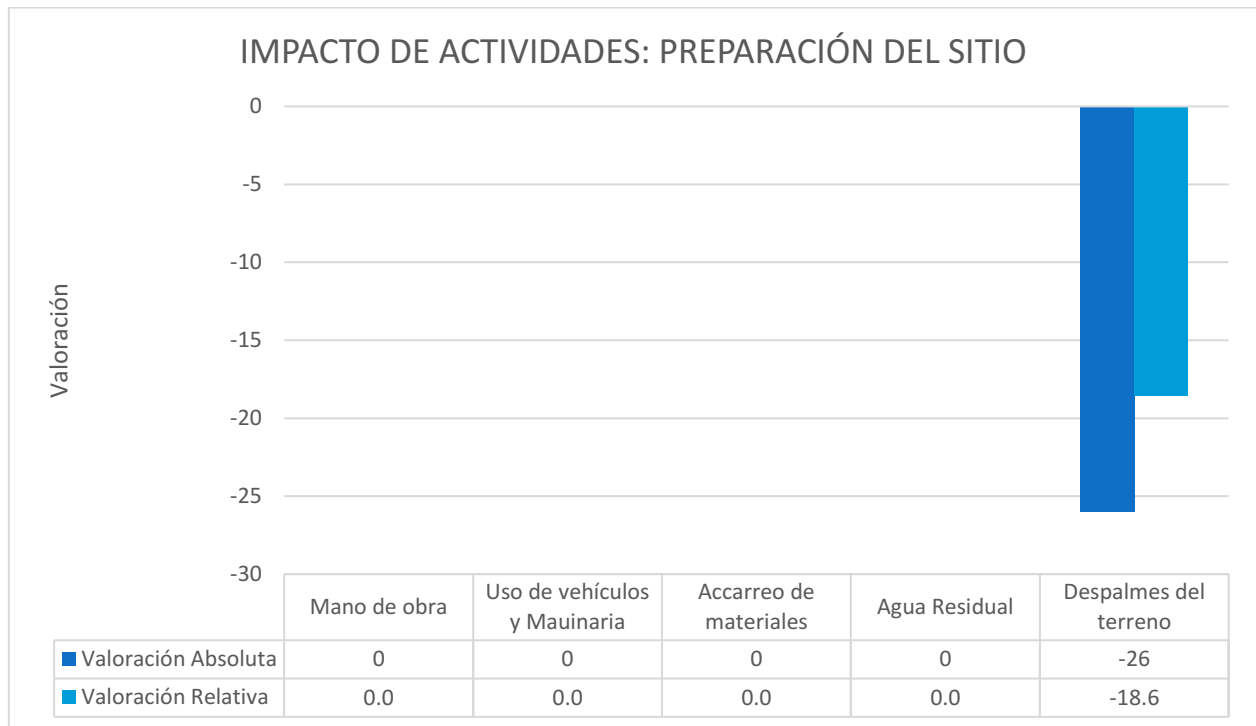 IMPACTO DE ACTIVIDADES: PREPARACIÓN DEL SITIO
Valoración
0
-5
-10
-15
-20
-25
-30
Mano de obra
Uso de vehículos
y Mauinaria
Accarreo de
materiales
Agua Residual
Despalmes del
terreno
Valoración Absoluta 0 0 0 0 -26
Valoración Relativa 0.0 0.0 0.0 0.0 -18.6